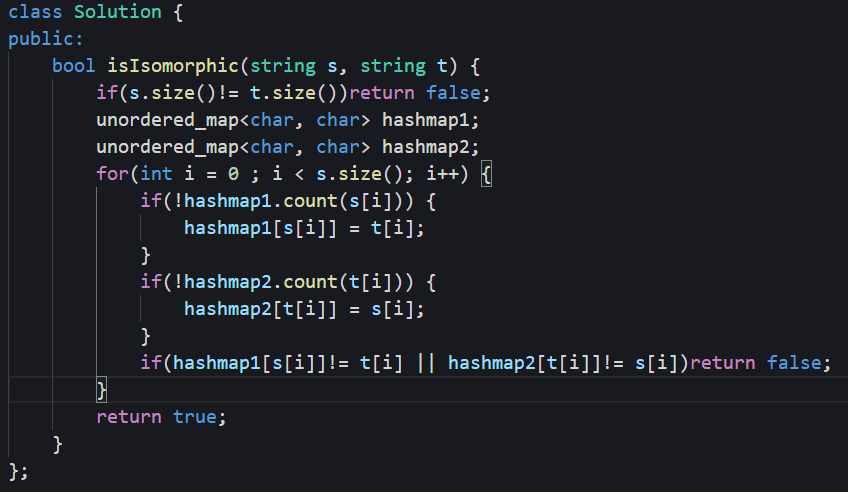 class Solution {
public:
    bool isIsomorphic(string s, string t) {
        if(s.size()!= t.size())return false;
        unordered_map<char, char> hashmap1;
        unordered_map<char, char> hashmap2;
        for(int i = 0 ; i < s.size(); i++) {
            if(!hashmap1.count(s[i])) {
                hashmap1[s[i]] = t[i];
            }
            if(!hashmap2.count(t[i])) {
                hashmap2[t[i]] = s[i];
            }
            if(hashmap1[s[i]]!= t[i] || hashmap2[t[i]]!= s[i])return false;
        }
        return true;
    }
};